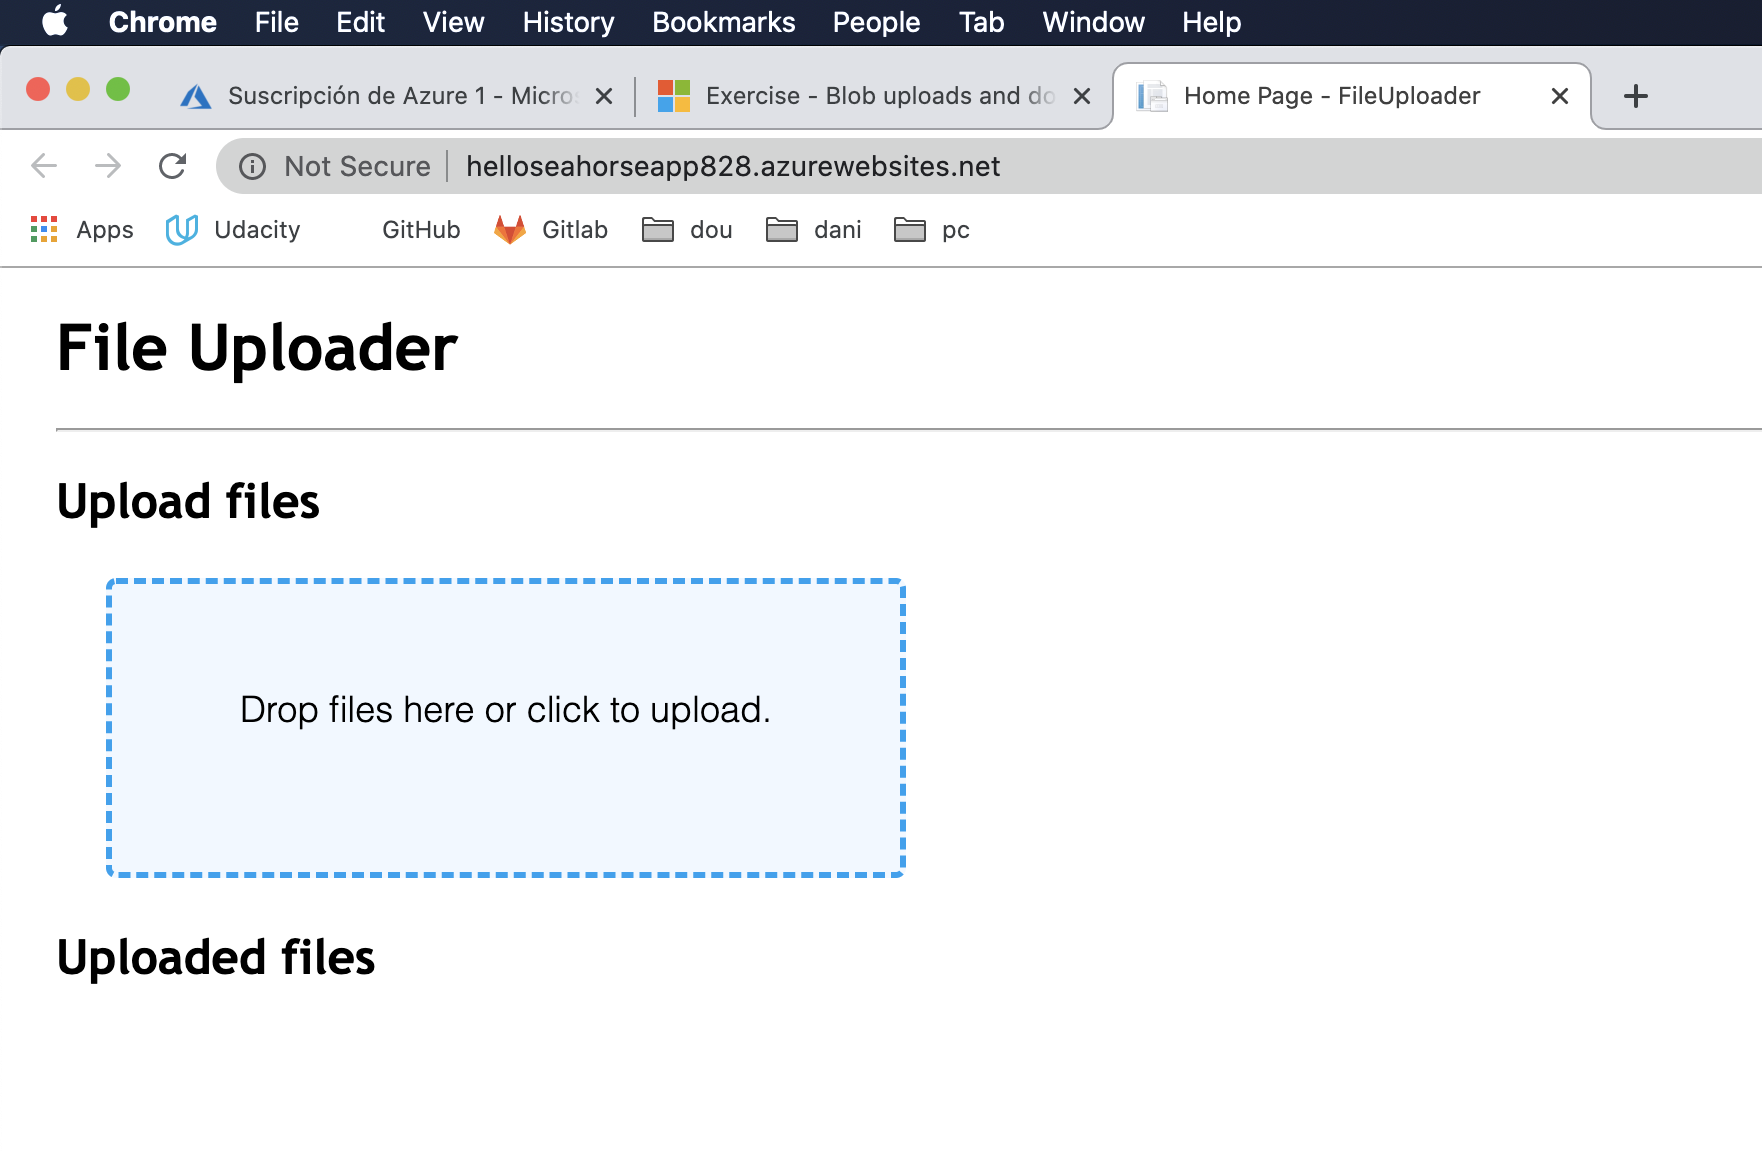 Chrome File Edit View History Bookmarks People Tab Window Help
Suscripción de Azure 1 - Micros Exercise - Blob uploads and do Home Page - FileUploader
Not Secure helloseahorseapp828.azurewebsites.net
Apps Udacity GitHub Gitlab dou dani pc
File Uploader
Upload files
Drop files here or click to upload.
Uploaded files